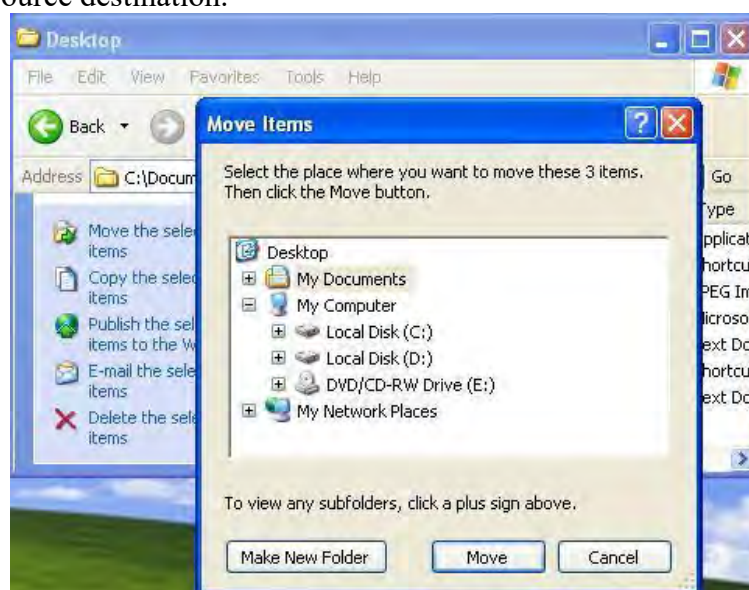 ource destination.
Desktop
File Edit View Favorites Tools Help
Back
Address C:\Docum
Go
Move the sele
items
Copy the selec
items
Publish the sel
items to the W
E-mail the sele
items
Delete the sele
items
Move Items
Select the place where you want to move these 3 items.
Then click the Move button.
Desktop
My Documents
My Computer
Local Disk (C:)
Local Disk (D:)
DVD/CD-RW Drive (E:)
My Network Places
To view any subfolders, click a plus sign above.
Make New Folder Move Cancel
ype
pplicat
hortcu
PEG Im
licroso
ext Do
hortcu
ext Do